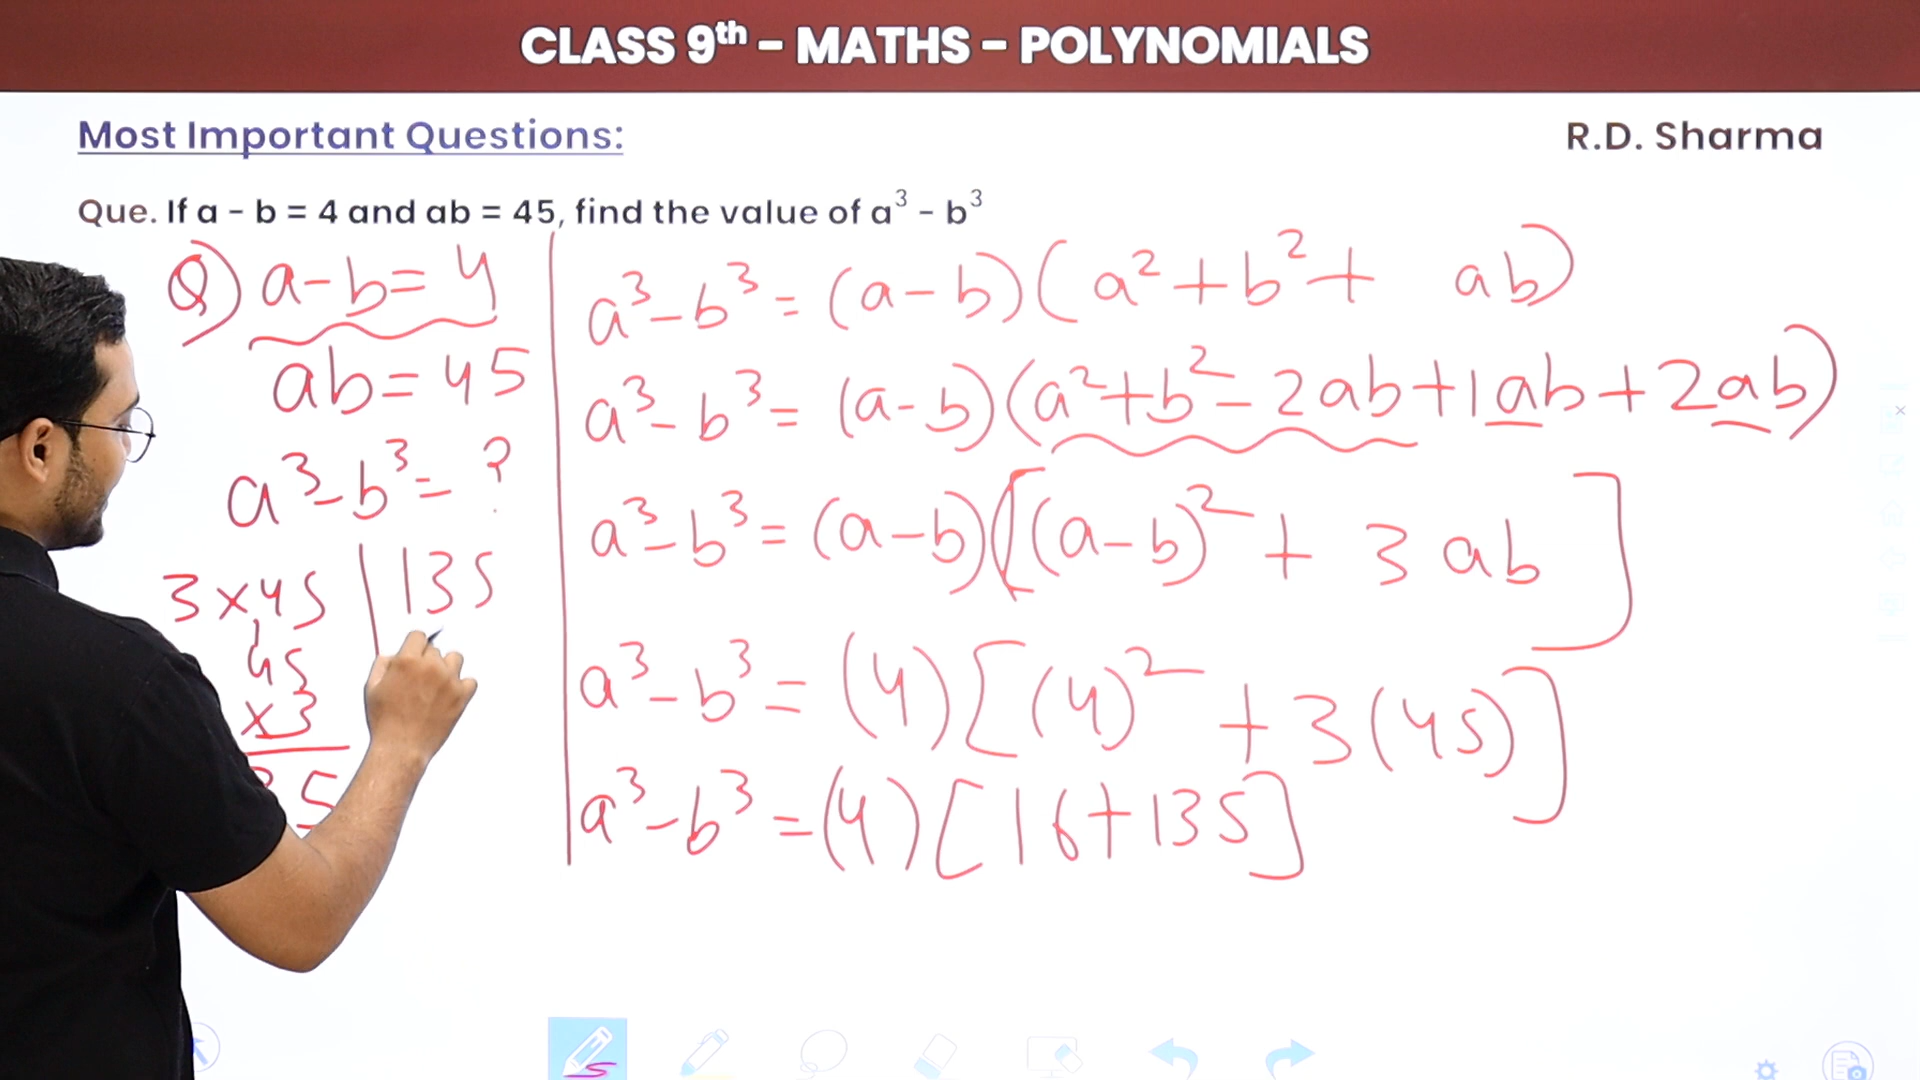 CLASS 9th – MATHS – POLYNOMIALS
Most Important Questions:
R.D. Sharma
Que. If a - b = 4 and ab = 45, find the value of a³ - b³
Q) a-b=4
ab=45
a³-b³= ?
3×45 | 135
45
×3
35
a³-b³ = (a-b)(a²+b²+ ab)
a³-b³ = (a-b)(a²+b²-2ab+1ab+2ab)
a³-b³ = (a-b)[(a-b)²+ 3ab]
a³-b³ = (4)[(4)² +3(45)]
a³-b³ =(4)[16+135]